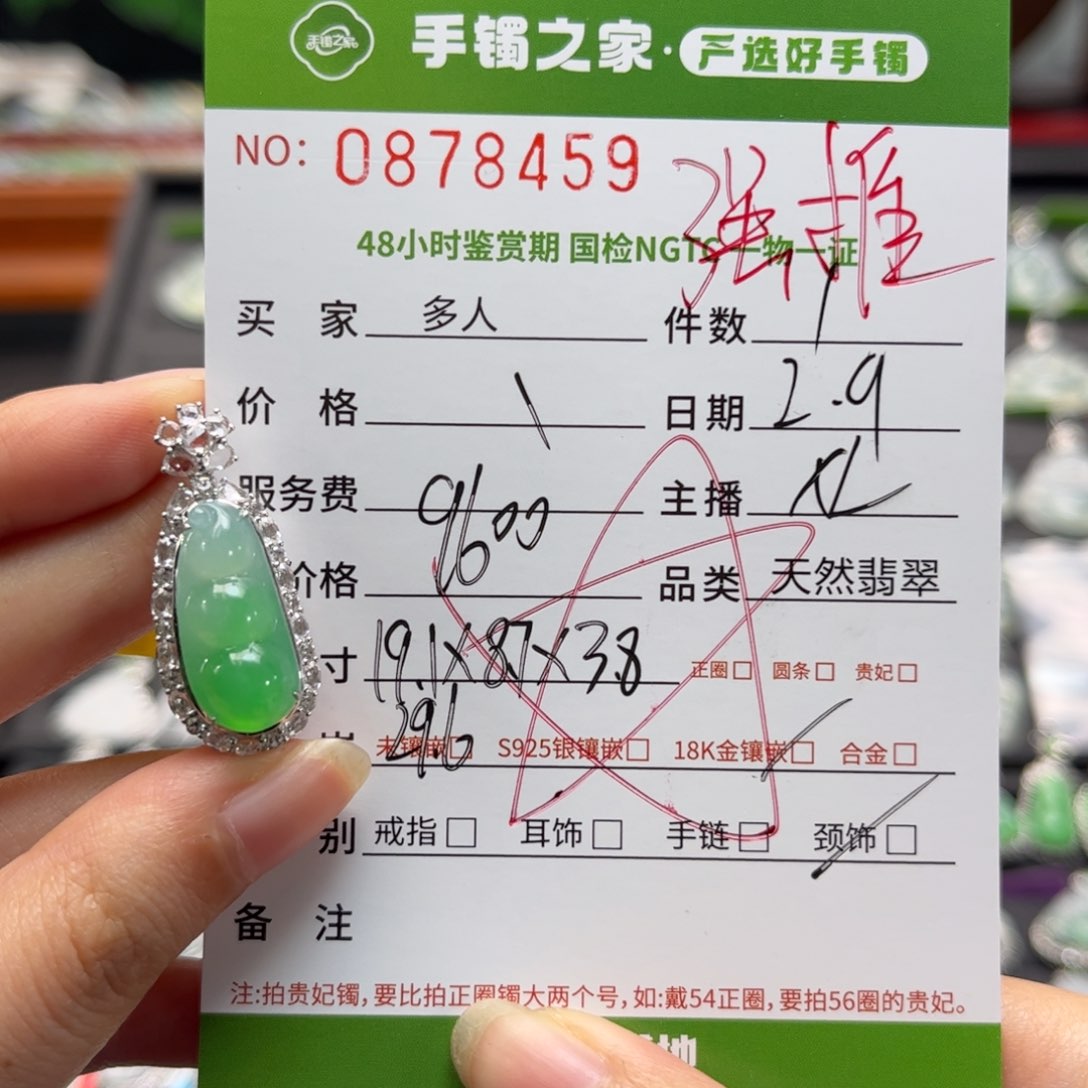 手镯之家
手镯之家·严选好手镯
NO: 0878459
强推
48小时鉴赏期 国检NGTC 一物一证
买 家 多人 件数 1
价 格 \ 日期 2.9
服务费 9600 主播 XL
价格 品类 天然翡翠
寸 19.1×8.7×3.8 正圈□ 圆条□ 贵妃□
29.6
未镶嵌□ S925银镶嵌□ 18K金镶嵌□ 合金□
别 戒指□ 耳饰□ 手链□ 颈饰□
备 注
注:拍贵妃镯,要比拍正圈镯大两个号,如:戴54正圈,要拍56圈的贵妃。